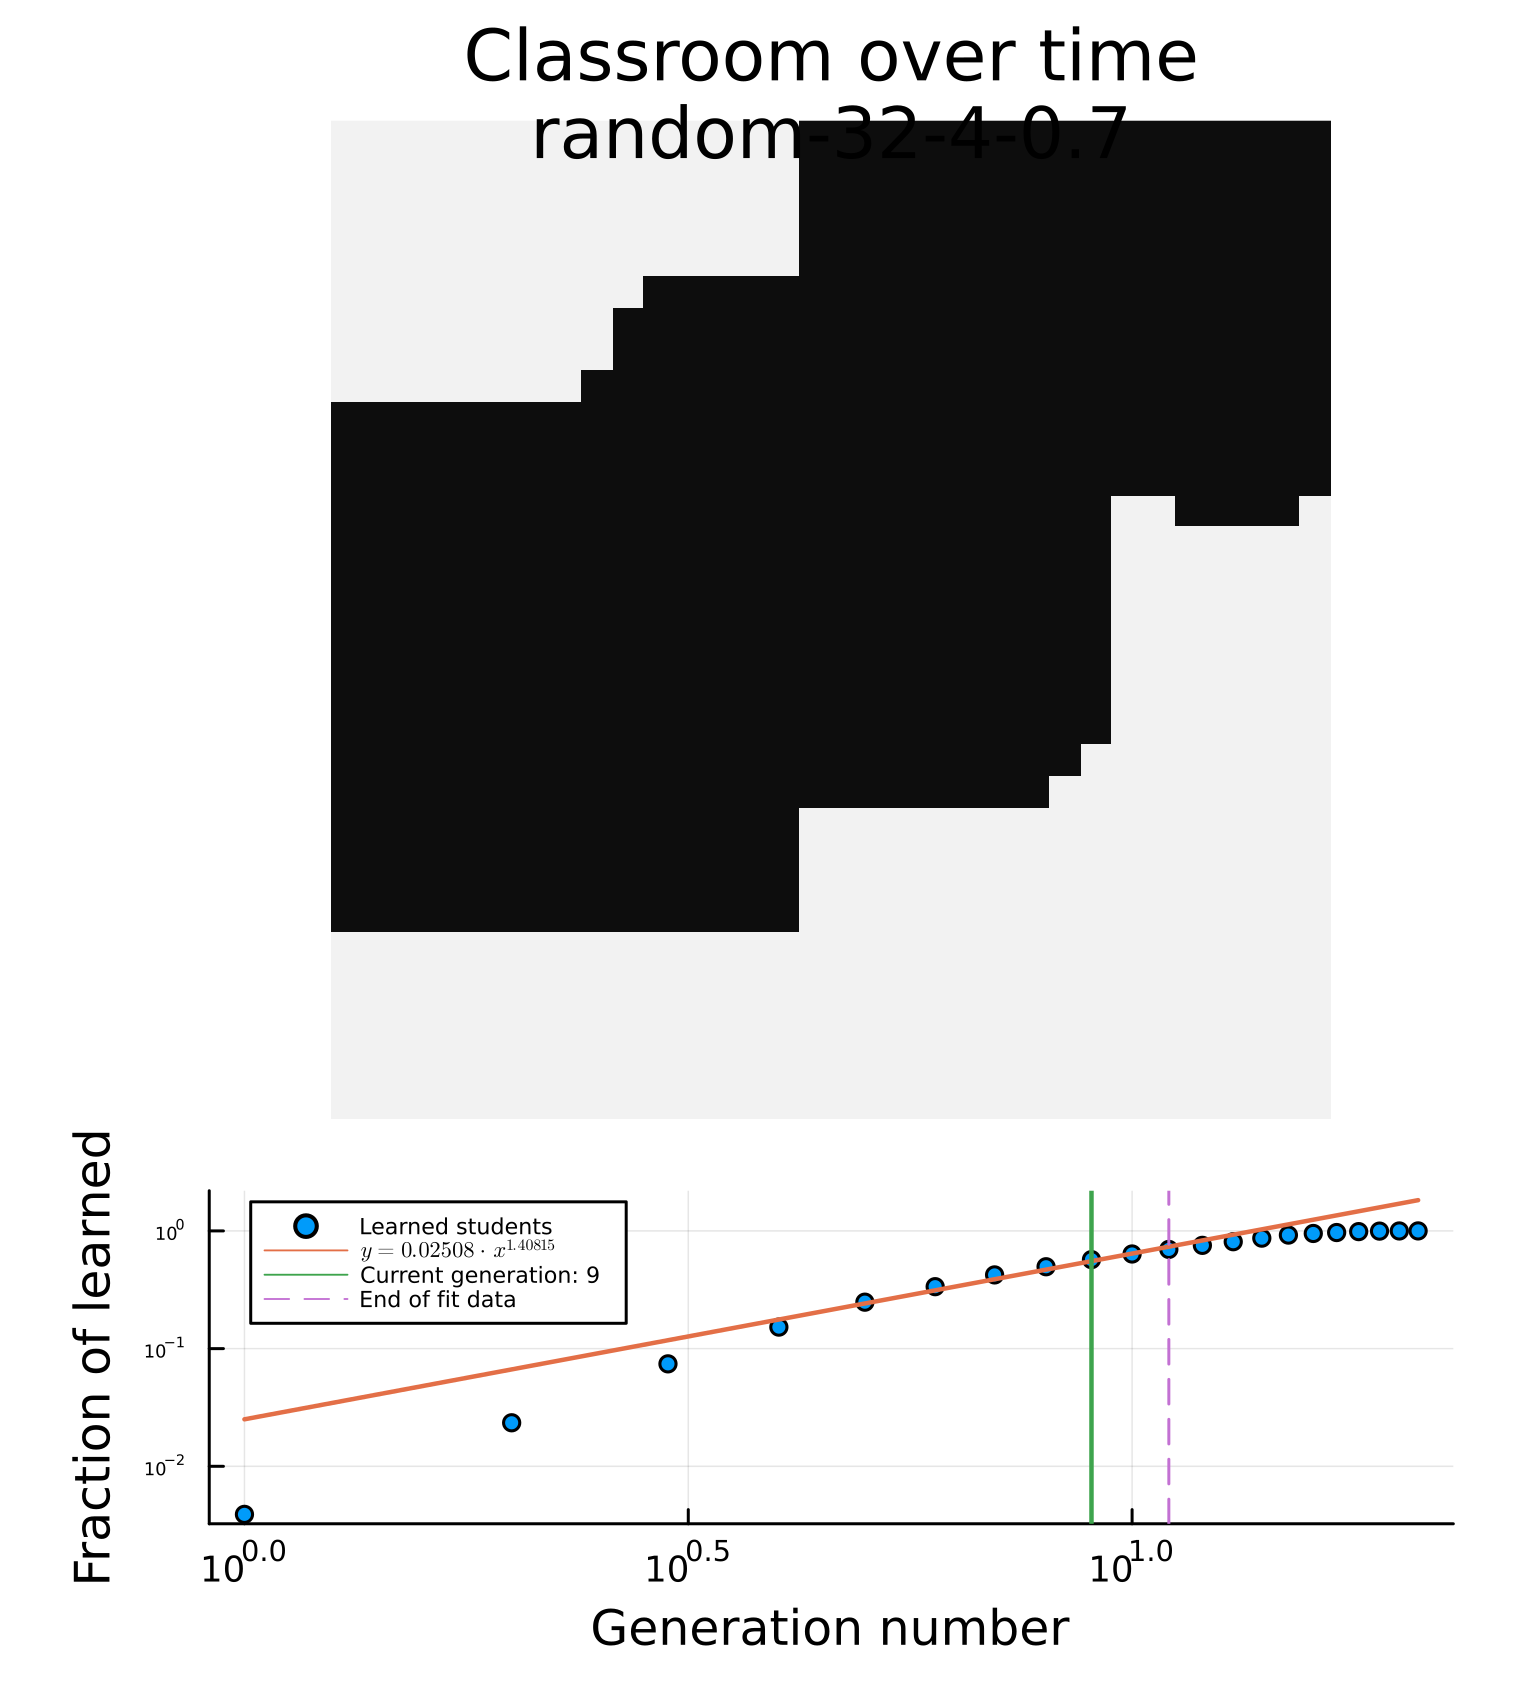 Classroom over time
random-32-4-0.7
Fraction of learned
10^0
10^−1
10^−2
Learned students
y = 0.02508 · x^1.40815
Current generation: 9
End of fit data
10^0.0
10^0.5
10^1.0
Generation number